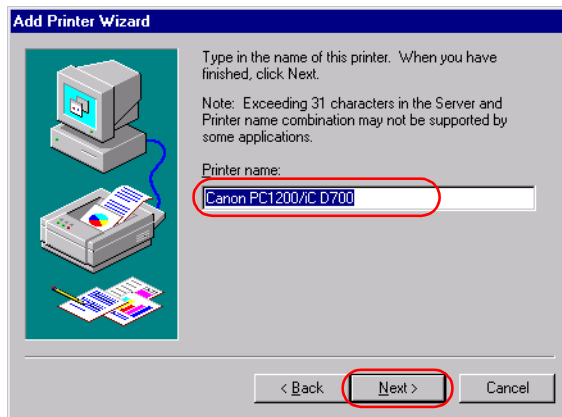 Add Printer Wizard
Type in the name of this printer.  When you have
finished, click Next.
Note:  Exceeding 31 characters in the Server and
Printer name combination may not be supported by
some applications.
Printer name:
Canon PC1200/iC D700
< Back
Next >
Cancel